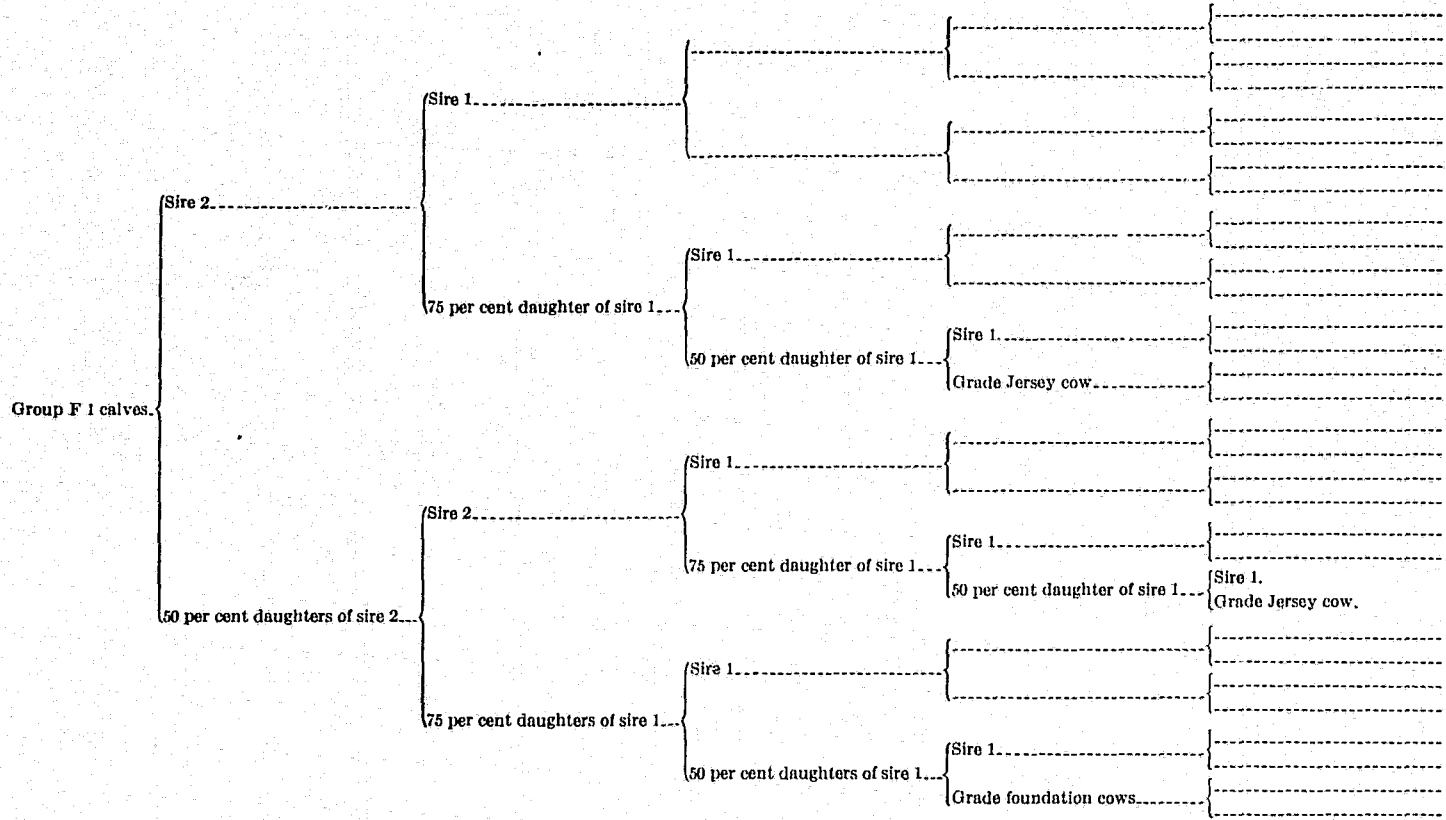 Sire 1
Sire 2
Sire 1
75 per cent daughter of sire 1
Sire 1
50 per cent daughter of sire 1
Grade Jersey cow
Group F 1 calves.
Sire 1
Sire 2
Sire 1
75 per cent daughter of sire 1
50 per cent daughter of sire 1
Sire 1.
Grade Jersey cow.
50 per cent daughters of sire 2
Sire 1
75 per cent daughters of sire 1
Sire 1
50 per cent daughters of sire 1
Grade foundation cows